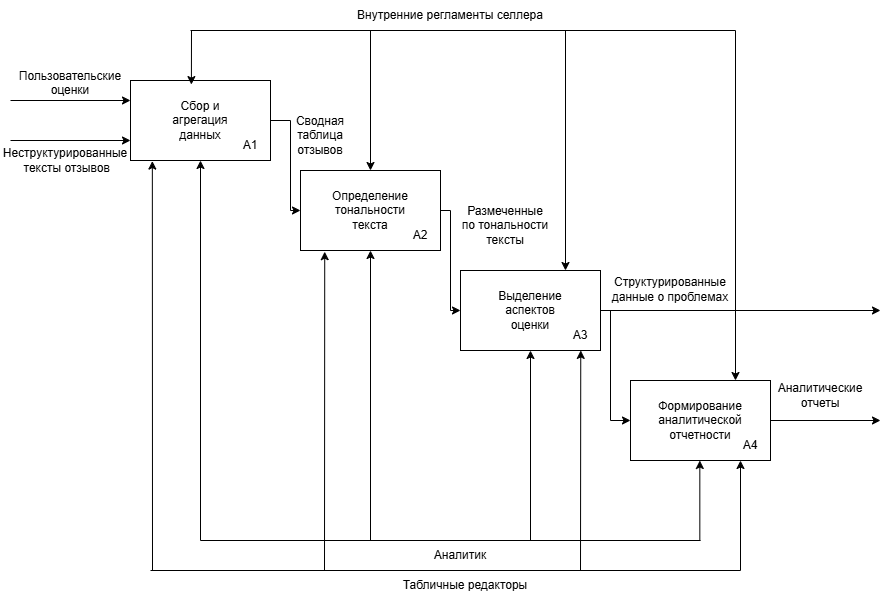 Внутренние регламенты селлера
Пользовательские
оценки
Неструктурированные
тексты отзывов
Сбор и
агрегация
данных
A1
Сводная
таблица
отзывов
Определение
тональности
текста
A2
Размеченные
по тональности
тексты
Выделение
аспектов
оценки
A3
Структурированные
данные о проблемах
Формирование
аналитической
отчетности
A4
Аналитические
отчеты
Аналитик
Табличные редакторы